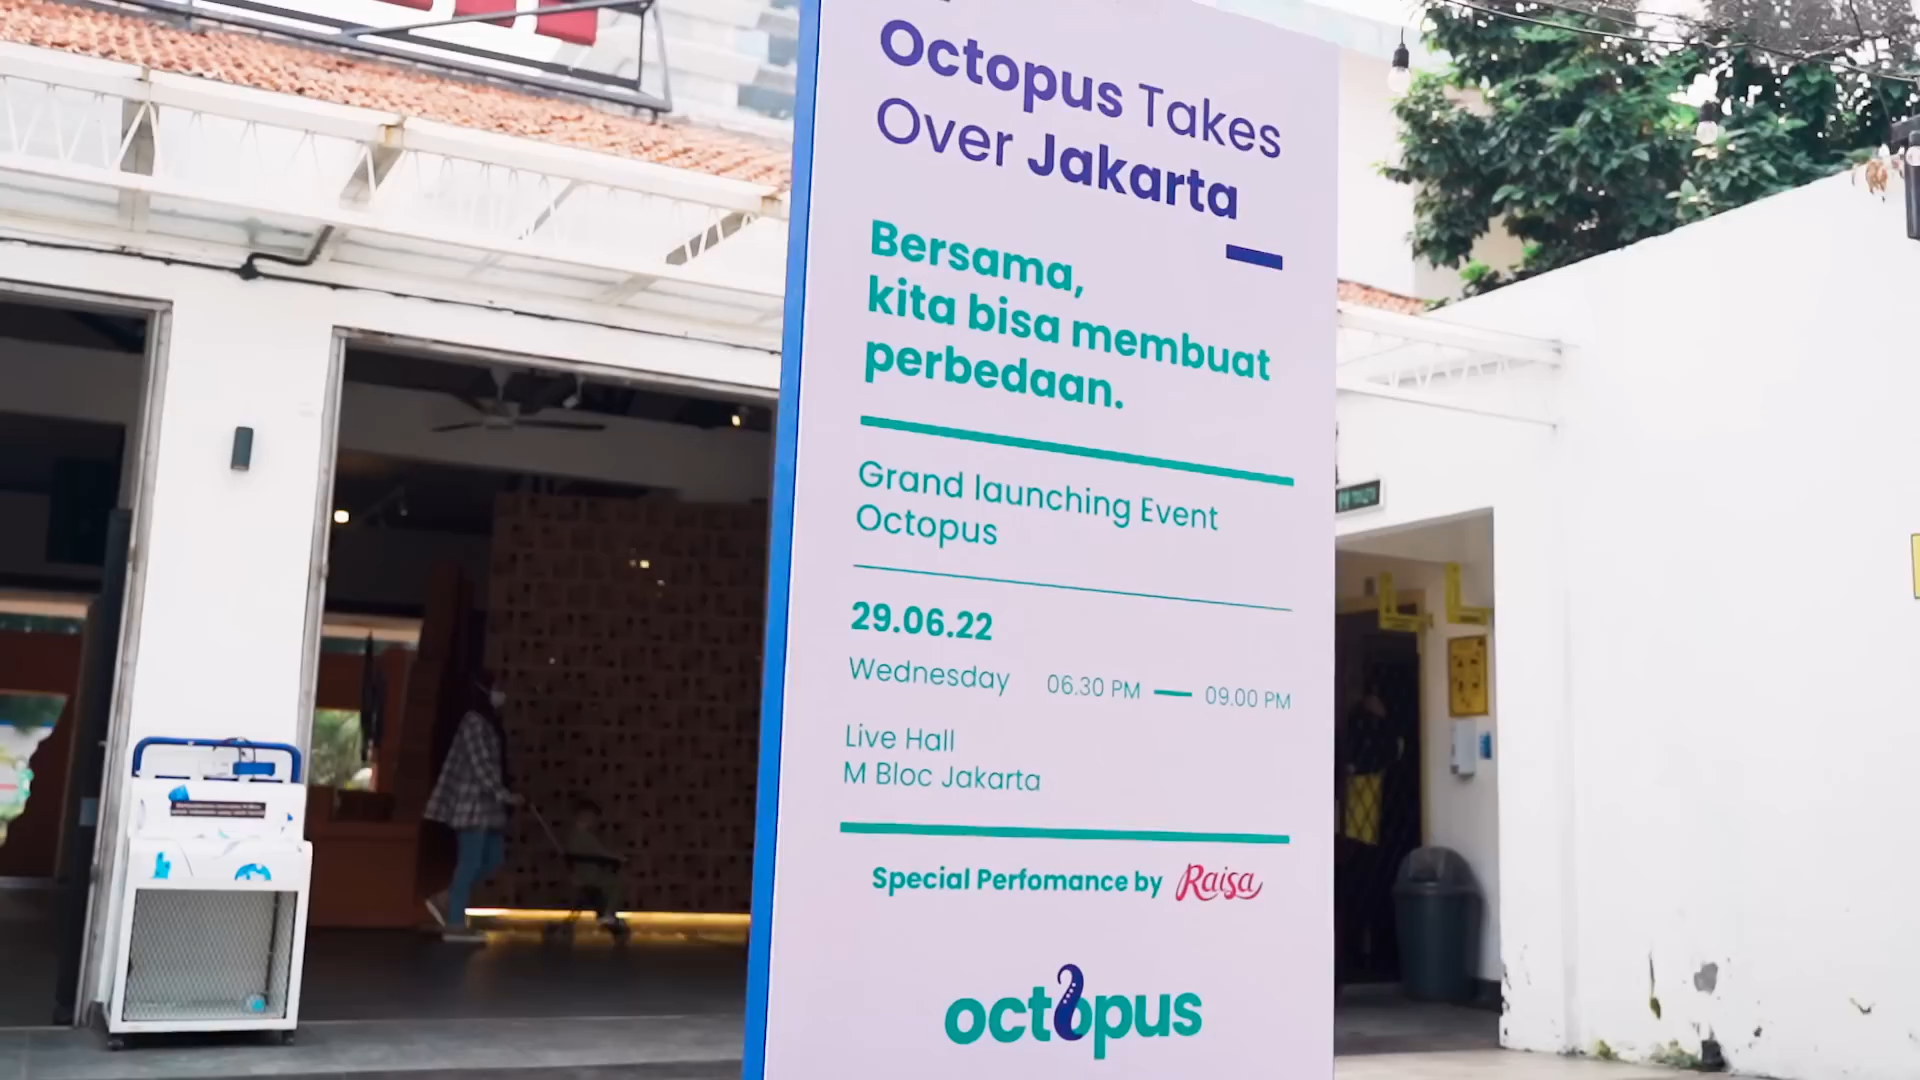 Octopus Takes
Over Jakarta
Bersama,
kita bisa membuat
perbedaan.
Grand launching Event
Octopus
29.06.22
Wednesday 06.30 PM — 09.00 PM
Live Hall
M Bloc Jakarta
Special Perfomance by Raisa
octopus